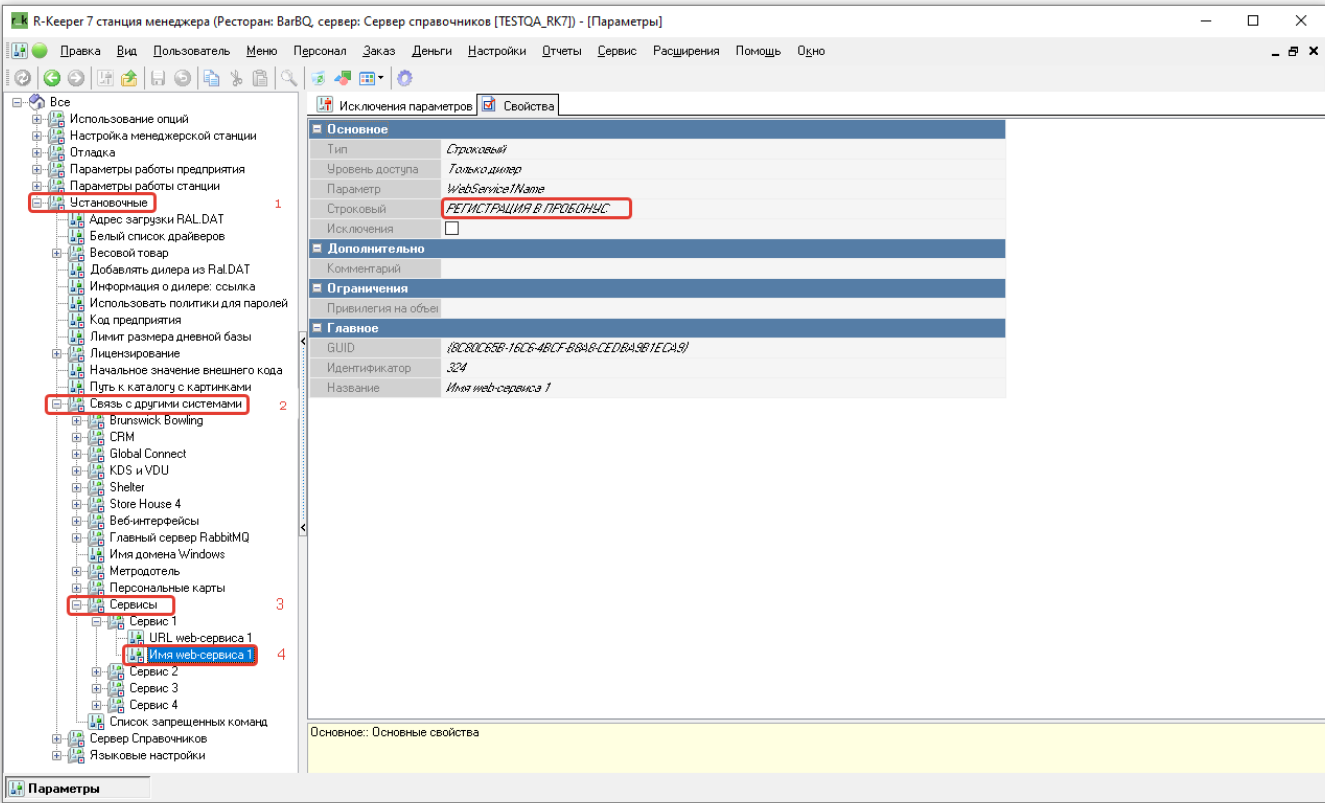 R-Keeper 7 станция менеджера (Ресторан: BarBQ, сервер: Сервер справочников [TESTQA_RK7]) - [Параметры]
Правка Вид Пользователь Меню Персонал Заказ Деньги Настройки Отчеты Сервис Расширения Помощь Окно
Все
Использование опций
Настройка менеджерской станции
Отладка
Параметры работы предприятия
Параметры работы станции
Установочные 1
Адрес загрузки RAL.DAT
Белый список драйверов
Весовой товар
Добавлять дилера из Ral.DAT
Информация о дилере: ссылка
Использовать политики для паролей
Код предприятия
Лимит размера дневной базы
Лицензирование
Начальное значение внешнего кода
Путь к каталогу с картинками
Связь с другими системами 2
Brunswick Bowling
CRM
Global Connect
KDS и VDU
Shelter
Store House 4
Веб-интерфейсы
Главный сервер RabbitMQ
Имя домена Windows
Метродотель
Персональные карты
Сервисы 3
Сервис 1
URL web-сервиса 1
Имя web-сервиса 1 4
Сервис 2
Сервис 3
Сервис 4
Список запрещенных команд
Сервер Справочников
Языковые настройки
Исключения параметров Свойства
Основное
Тип Строковый
Уровень доступа Только дилер
Параметр WebService1Name
Строковый РЕГИСТРАЦИЯ В ПРОБОНУС
Исключения
Дополнительно
Комментарий
Ограничения
Привилегия на объе
Главное
GUID {8C80C65B-16C6-4BCF-B8A8-CEDBA9B1ECA9}
Идентификатор 324
Название Имя web-сервиса 1
Основное:: Основные свойства
Параметры